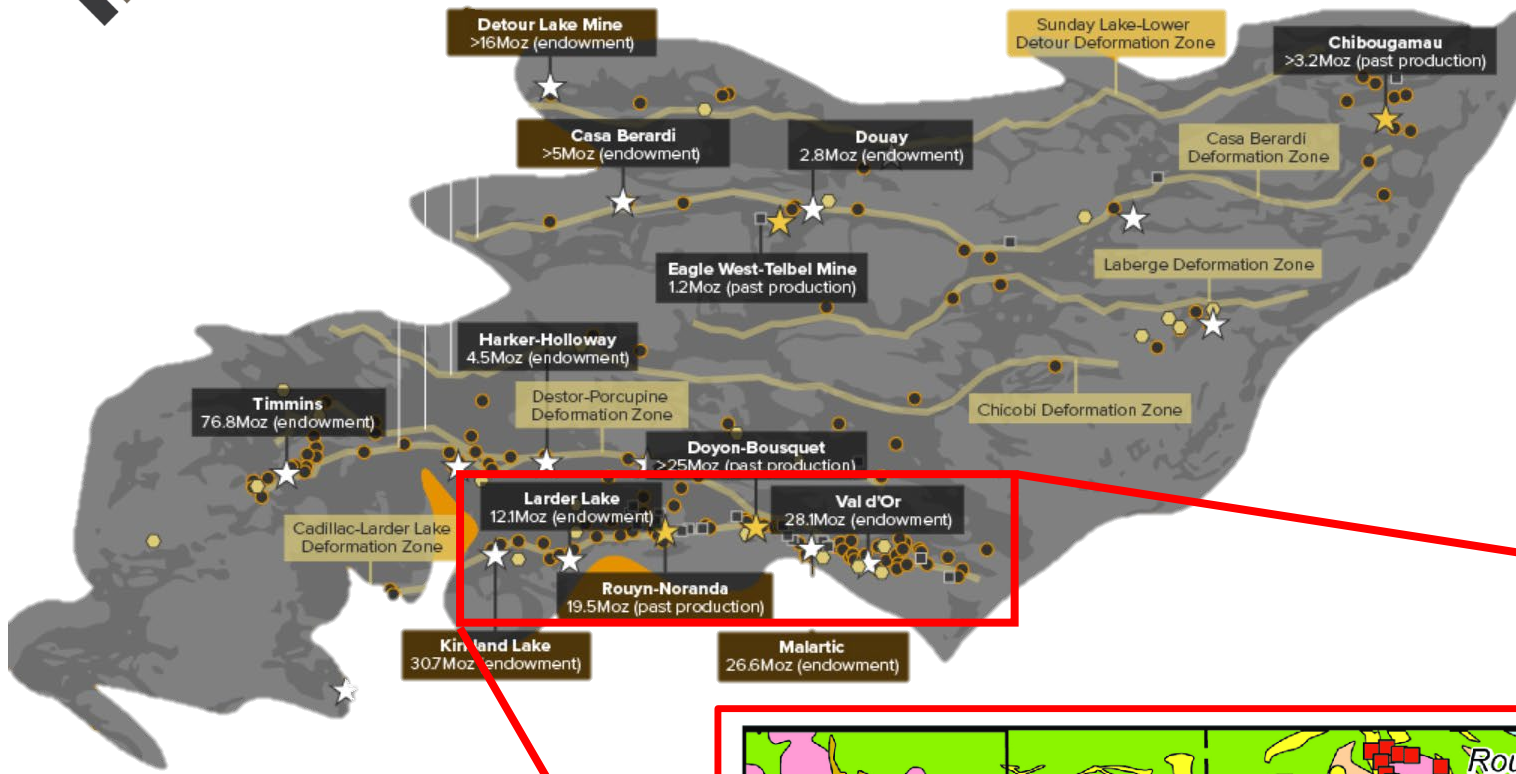 Detour Lake Mine
>16Moz (endowment)
Sunday Lake-Lower
Detour Deformation Zone
Chibougamau
>3.2Moz (past production)
Casa Berardi
>5Moz (endowment)
Douay
2.8Moz (endowment)
Casa Berardi
Deformation Zone
Eagle West-Telbel Mine
1.2Moz (past production)
Laberge Deformation Zone
Harker-Holloway
4.5Moz (endowment)
Timmins
76.8Moz (endowment)
Destor-Porcupine
Deformation Zone
Chicobi Deformation Zone
Doyon-Bousquet
>25Moz (past production)
Larder Lake
12.1Moz (endowment)
Val d'Or
28.1Moz (endowment)
Cadillac-Larder Lake
Deformation Zone
Rouyn-Noranda
19.5Moz (past production)
Kirkland Lake
30.7Moz (endowment)
Malartic
26.6Moz (endowment)
Rou